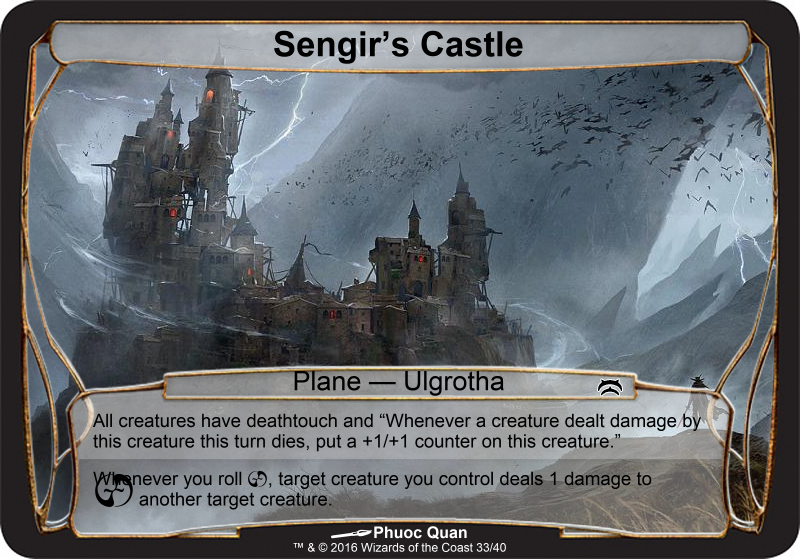 Sengir’s Castle
Plane — Ulgrotha
All creatures have deathtouch and “Whenever a creature dealt damage by
this creature this turn dies, put a +1/+1 counter on this creature.”
Whenever you roll , target creature you control deals 1 damage to
another target creature.
Phuoc Quan
™ & © 2016 Wizards of the Coast 33/40